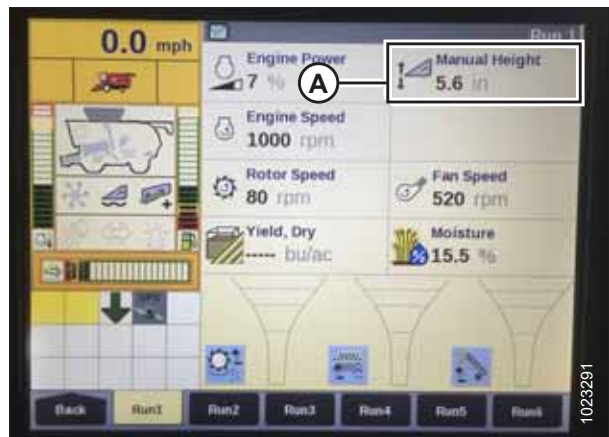 0.0 mph
Run 1
Engine Power
7 %
A
Manual Height
5.6 in
Engine Speed
1000 rpm
Rotor Speed
80 rpm
Fan Speed
520 rpm
Yield, Dry
----- bu/ac
Moisture
15.5 %
Back
Run1
Run2
Run3
Run4
Run5
Run6
1023291